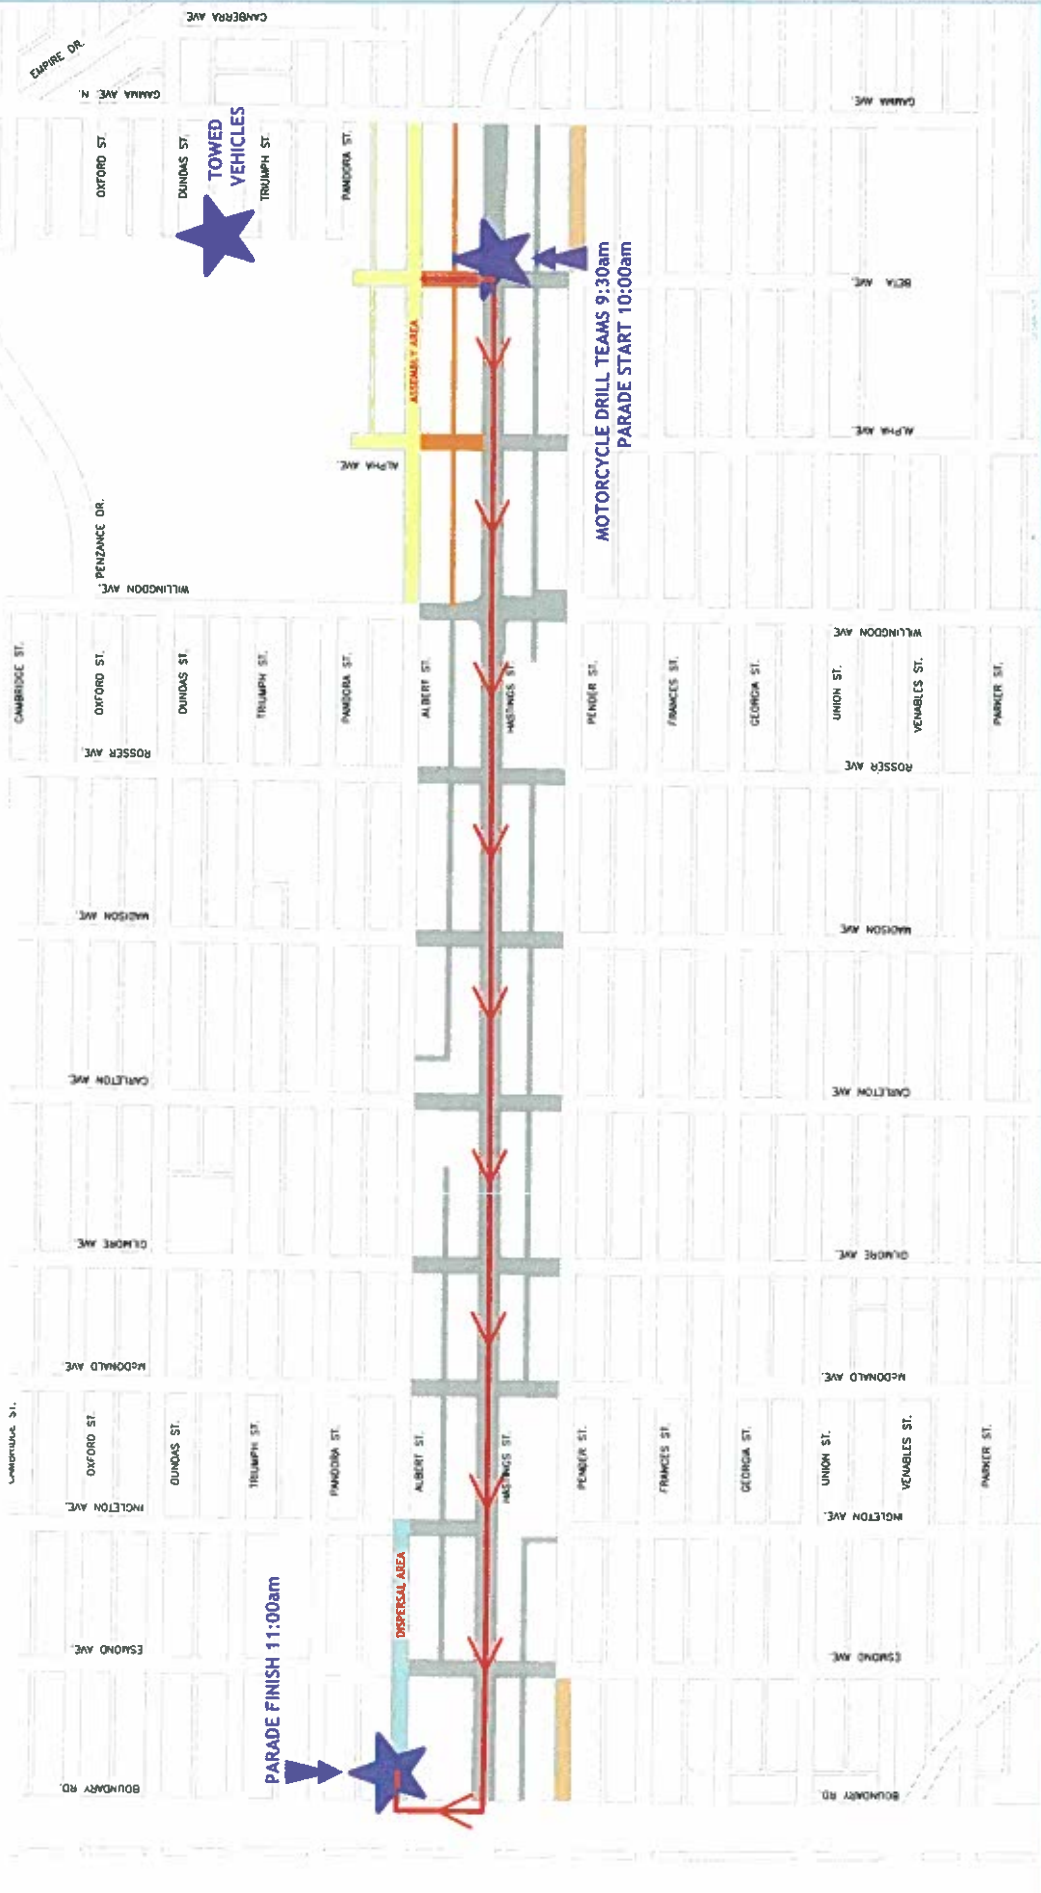 CANBERRA AVE
EMPIRE DR.
GAMMA AVE. N.
GAMMA AVE.
OXFORD ST.
DUNDAS ST.
TOWED
VEHICLES
TRIUMPH ST.
PANDORA ST.
BETA AVE.
MOTORCYCLE DRILL TEAMS 9:30am
PARADE START 10:00am
ASSEMBLY AREA
ALPHA AVE.
ALPHA AVE.
PENZANCE DR.
WILLINGDON AVE.
WILLINGDON AVE
CAMBRIDGE ST.
OXFORD ST.
DUNDAS ST.
TRIUMPH ST.
PANDORA ST.
ALBERT ST.
HASTINGS ST.
PENDER ST.
FRANCES ST.
GEORGIA ST.
UNION ST.
VENABLES ST.
PARKER ST.
ROSSER AVE.
ROSSER AVE
MADISON AVE.
MADISON AVE
CARLETON AVE.
CARLETON AVE
GILMORE AVE.
GILMORE AVE.
McDONALD AVE.
McDONALD AVE.
CAMBRIDGE ST.
OXFORD ST.
DUNDAS ST.
TRIUMPH ST.
PANDORA ST.
ALBERT ST.
HASTINGS ST.
PENDER ST.
FRANCES ST.
GEORGIA ST.
UNION ST.
VENABLES ST.
PARKER ST.
INGLETON AVE.
INGLETON AVE.
DISPERSAL AREA
PARADE FINISH 11:00am
ESMOND AVE.
ESMOND AVE.
BOUNDARY RD.
BOUNDARY RD.